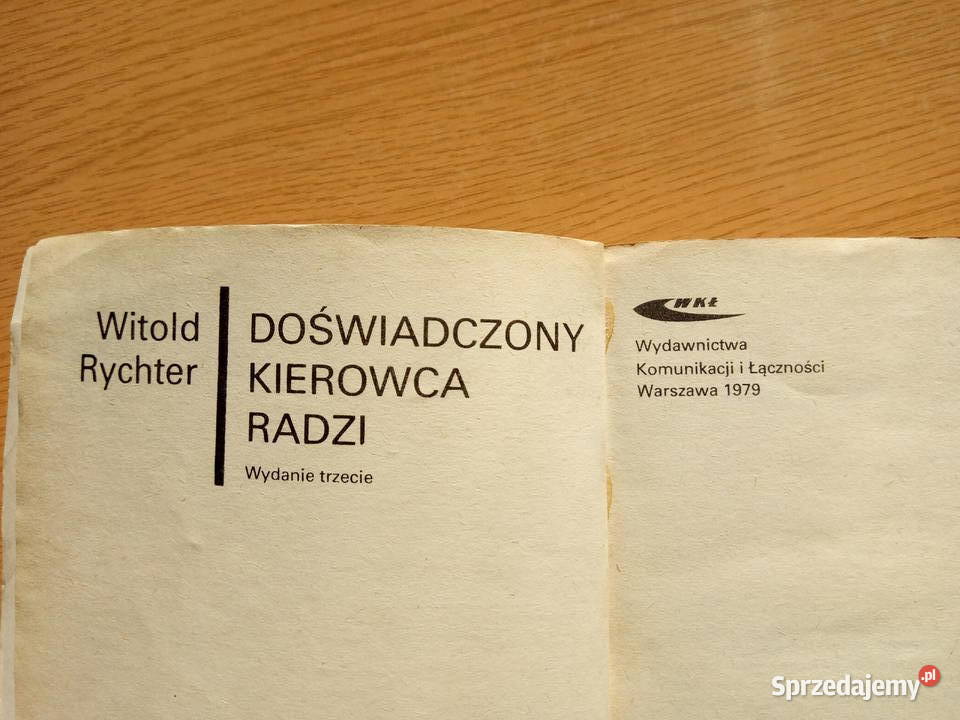 Witold
Rychter
DOŚWIADCZONY
KIEROWCA
RADZI
Wydanie trzecie
WKŁ
Wydawnictwa
Komunikacji i Łączności
Warszawa 1979
Sprzedajemy.pl